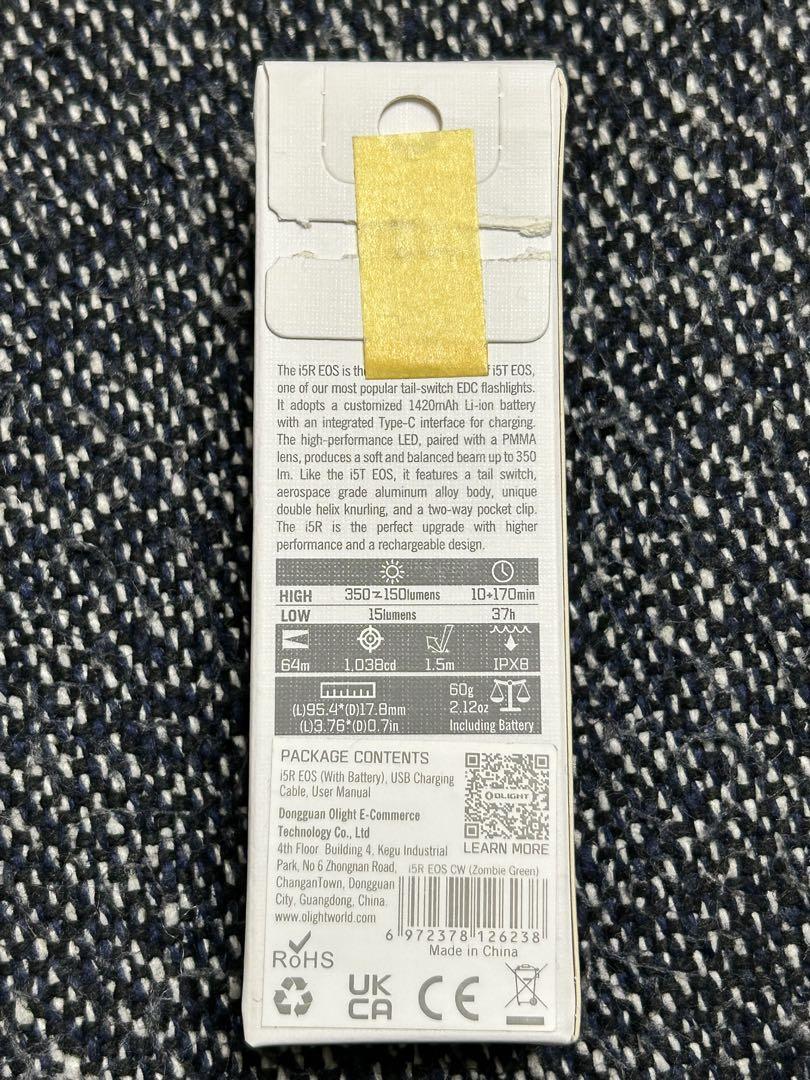 The i5R EOS is the i5T EOS,
one of our most popular tail-switch EDC flashlights.
It adopts a customized 1420mAh Li-ion battery
with an integrated Type-C interface for charging.
The high-performance LED, paired with a PMMA
lens, produces a soft and balanced beam up to 350
lm. Like the i5T EOS, it features a tail switch,
aerospace grade aluminum alloy body, unique
double helix knurling, and a two-way pocket clip.
The i5R is the perfect upgrade with higher
performance and a rechargeable design.
HIGH 350~150lumens 10+170min
LOW 15lumens 37h
64m 1,038cd 1.5m IPX8
(L)95.4*(D)17.8mm
(L)3.76*(D)0.7in
60g
2.12oz
Including Battery
PACKAGE CONTENTS
i5R EOS (With Battery), USB Charging
Cable, User Manual
OLIGHT
LEARN MORE
Dongguan Olight E-Commerce
Technology Co., Ltd
4th Floor Building 4, Kegu Industrial
Park, No 6 Zhongnan Road,
ChanganTown, Dongguan
City, Guangdong, China.
www.olightworld.com
i5R EOS CW (Zombie Green)
6 972378 126238
Made in China
RoHS
UK
CA
CE